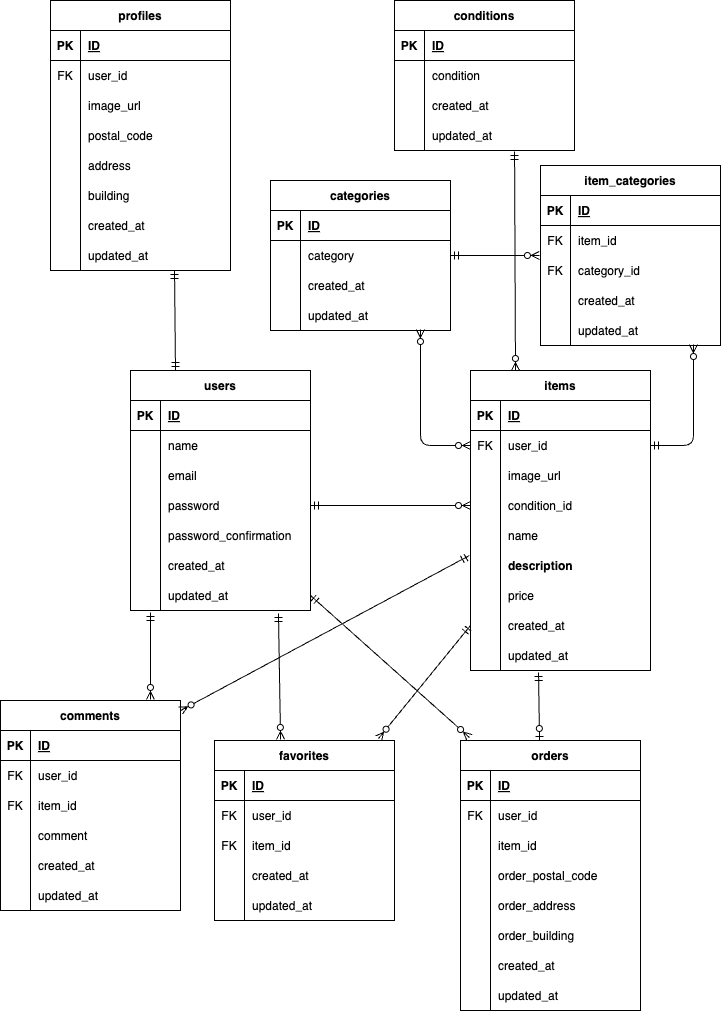 profiles
PK ID
FK user_id
image_url
postal_code
address
building
created_at
updated_at
conditions
PK ID
condition
created_at
updated_at
categories
PK ID
category
created_at
updated_at
item_categories
PK ID
FK item_id
FK category_id
created_at
updated_at
users
PK ID
name
email
password
password_confirmation
created_at
updated_at
items
PK ID
FK user_id
image_url
condition_id
name
description
price
created_at
updated_at
comments
PK ID
FK user_id
FK item_id
comment
created_at
updated_at
favorites
PK ID
FK user_id
FK item_id
created_at
updated_at
orders
PK ID
FK user_id
item_id
order_postal_code
order_address
order_building
created_at
updated_at